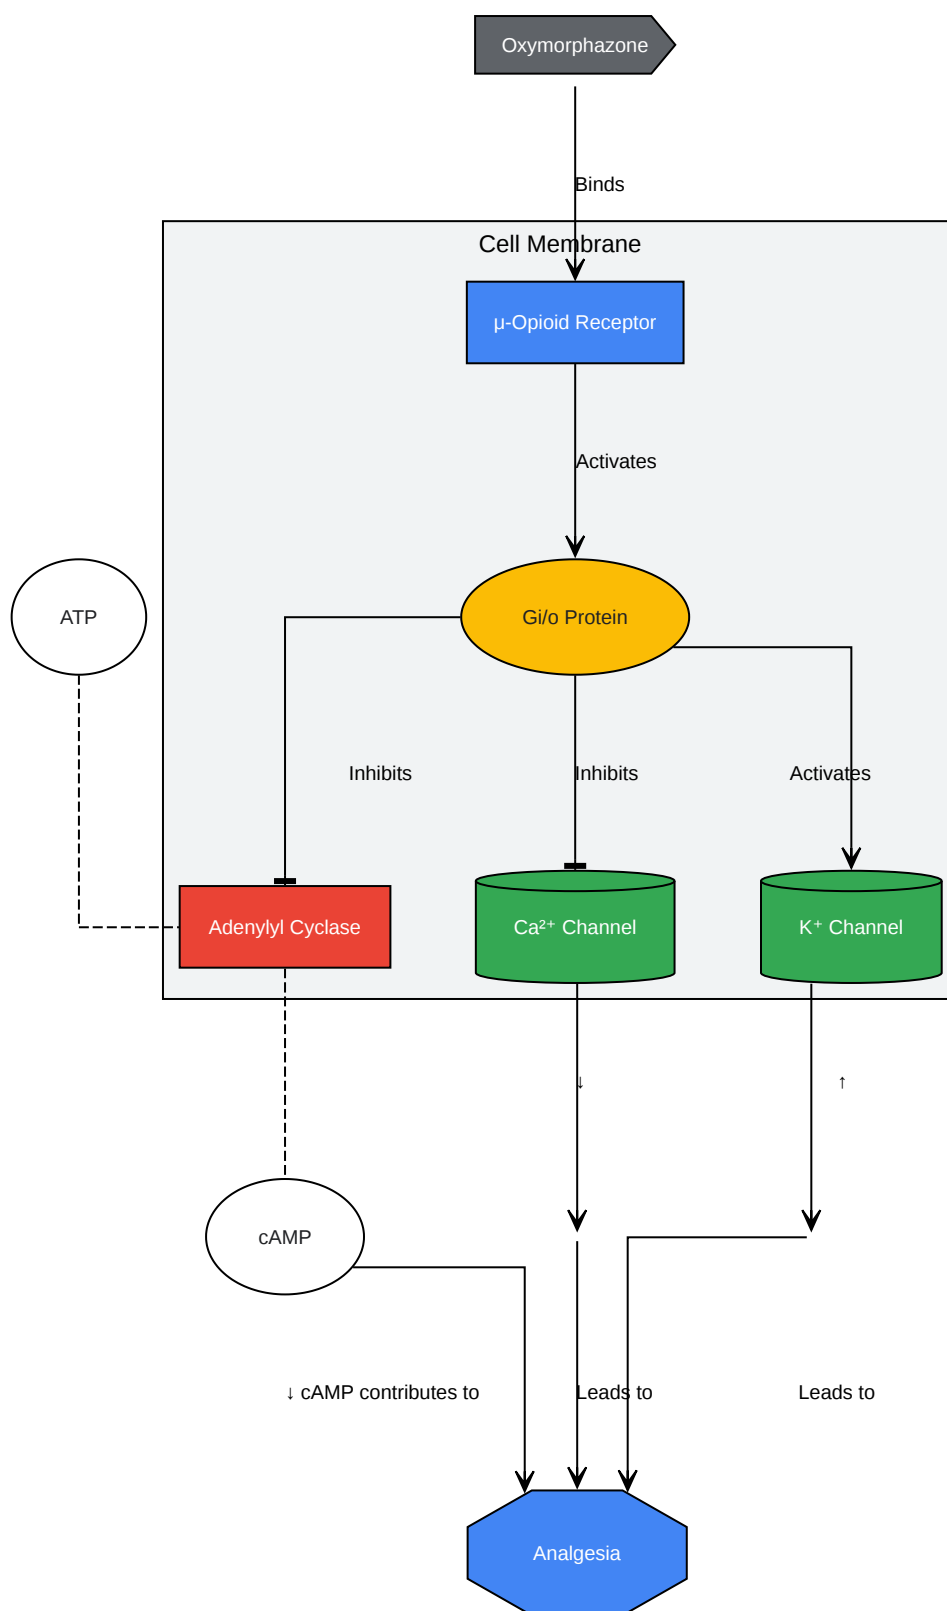 Oxymorphazone
Binds
Cell Membrane
μ-Opioid Receptor
Activates
ATP
Gi/o Protein
Inhibits
Inhibits
Activates
Adenylyl Cyclase
Ca²⁺ Channel
K⁺ Channel
↓
↑
cAMP
↓ cAMP contributes to
Leads to
Leads to
Analgesia